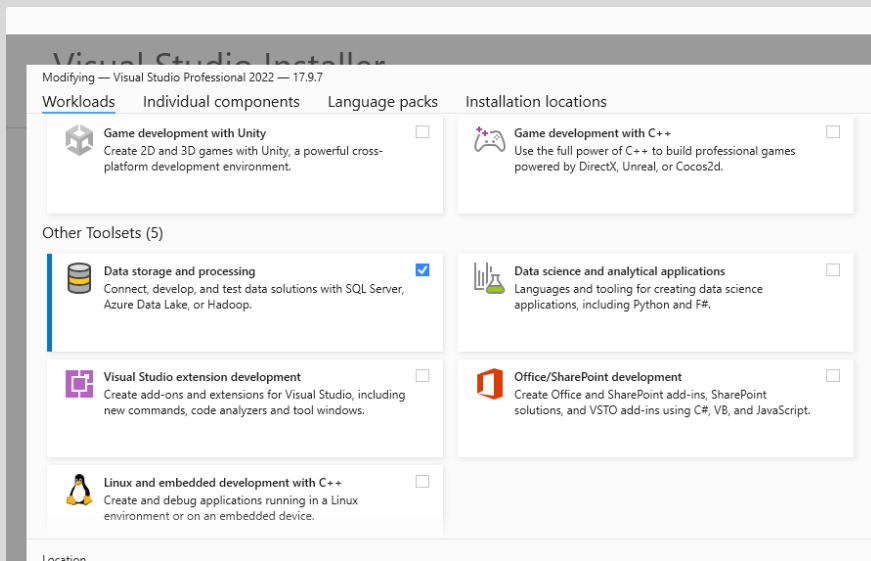 Visual Studio Installer
Modifying — Visual Studio Professional 2022 — 17.9.7
Workloads Individual components Language packs Installation locations
Game development with Unity
Create 2D and 3D games with Unity, a powerful cross-
platform development environment.
Game development with C++
Use the full power of C++ to build professional games
powered by DirectX, Unreal, or Cocos2d.
Other Toolsets (5)
Data storage and processing
Connect, develop, and test data solutions with SQL Server,
Azure Data Lake, or Hadoop.
Data science and analytical applications
Languages and tooling for creating data science
applications, including Python and F#.
Visual Studio extension development
Create add-ons and extensions for Visual Studio, including
new commands, code analyzers and tool windows.
Office/SharePoint development
Create Office and SharePoint add-ins, SharePoint
solutions, and VSTO add-ins using C#, VB, and JavaScript.
Linux and embedded development with C++
Create and debug applications running in a Linux
environment or on an embedded device.
Location